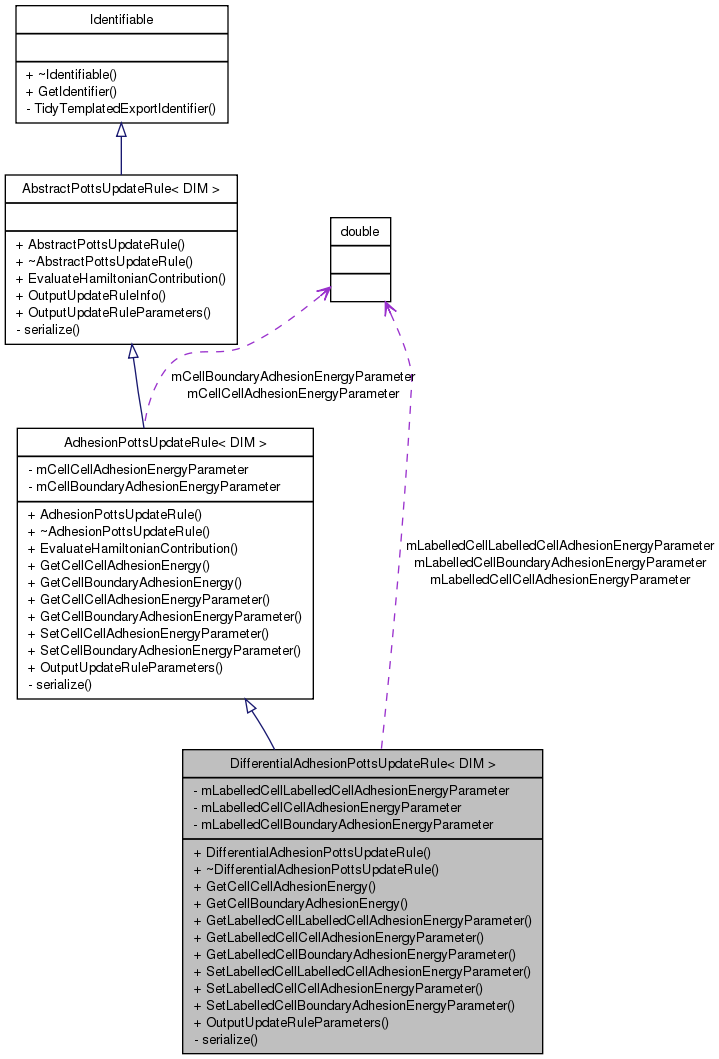 Identifiable
+ ~Identifiable()
+ GetIdentifier()
- TidyTemplatedExportIdentifier()
AbstractPottsUpdateRule< DIM >
+ AbstractPottsUpdateRule()
+ ~AbstractPottsUpdateRule()
+ EvaluateHamiltonianContribution()
+ OutputUpdateRuleInfo()
+ OutputUpdateRuleParameters()
- serialize()
double
mCellBoundaryAdhesionEnergyParameter
mCellCellAdhesionEnergyParameter
AdhesionPottsUpdateRule< DIM >
- mCellCellAdhesionEnergyParameter
- mCellBoundaryAdhesionEnergyParameter
+ AdhesionPottsUpdateRule()
+ ~AdhesionPottsUpdateRule()
+ EvaluateHamiltonianContribution()
+ GetCellCellAdhesionEnergy()
+ GetCellBoundaryAdhesionEnergy()
+ GetCellCellAdhesionEnergyParameter()
+ GetCellBoundaryAdhesionEnergyParameter()
+ SetCellCellAdhesionEnergyParameter()
+ SetCellBoundaryAdhesionEnergyParameter()
+ OutputUpdateRuleParameters()
- serialize()
mLabelledCellLabelledCellAdhesionEnergyParameter
mLabelledCellBoundaryAdhesionEnergyParameter
mLabelledCellCellAdhesionEnergyParameter
DifferentialAdhesionPottsUpdateRule< DIM >
- mLabelledCellLabelledCellAdhesionEnergyParameter
- mLabelledCellCellAdhesionEnergyParameter
- mLabelledCellBoundaryAdhesionEnergyParameter
+ DifferentialAdhesionPottsUpdateRule()
+ ~DifferentialAdhesionPottsUpdateRule()
+ GetCellCellAdhesionEnergy()
+ GetCellBoundaryAdhesionEnergy()
+ GetLabelledCellLabelledCellAdhesionEnergyParameter()
+ GetLabelledCellCellAdhesionEnergyParameter()
+ GetLabelledCellBoundaryAdhesionEnergyParameter()
+ SetLabelledCellLabelledCellAdhesionEnergyParameter()
+ SetLabelledCellCellAdhesionEnergyParameter()
+ SetLabelledCellBoundaryAdhesionEnergyParameter()
+ OutputUpdateRuleParameters()
- serialize()